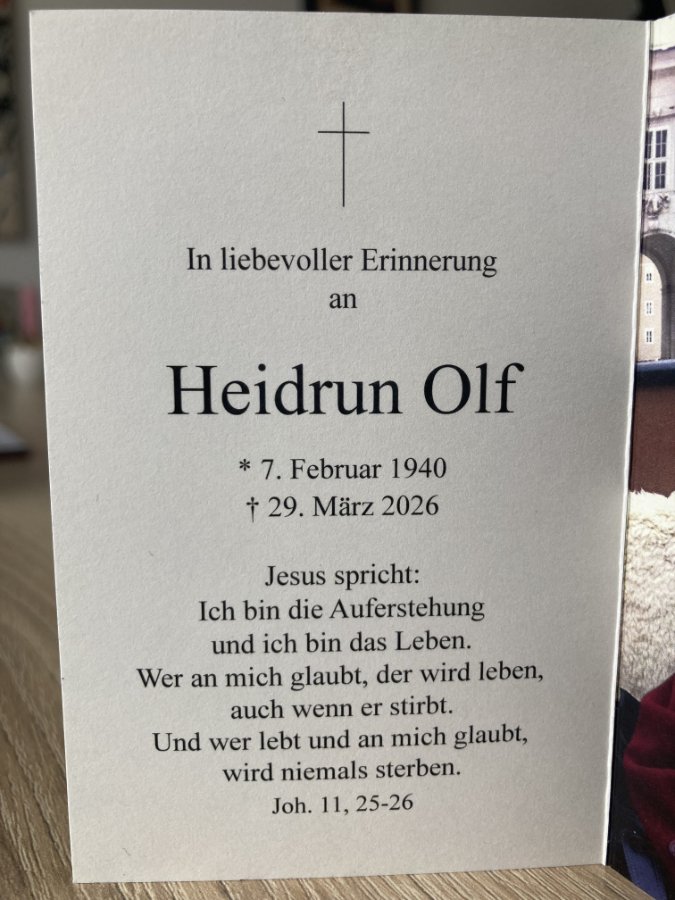 In liebevoller Erinnerung
an
Heidrun Olf
* 7. Februar 1940
† 29. März 2026
Jesus spricht:
Ich bin die Auferstehung
und ich bin das Leben.
Wer an mich glaubt, der wird leben,
auch wenn er stirbt.
Und wer lebt und an mich glaubt,
wird niemals sterben.
Joh. 11, 25-26